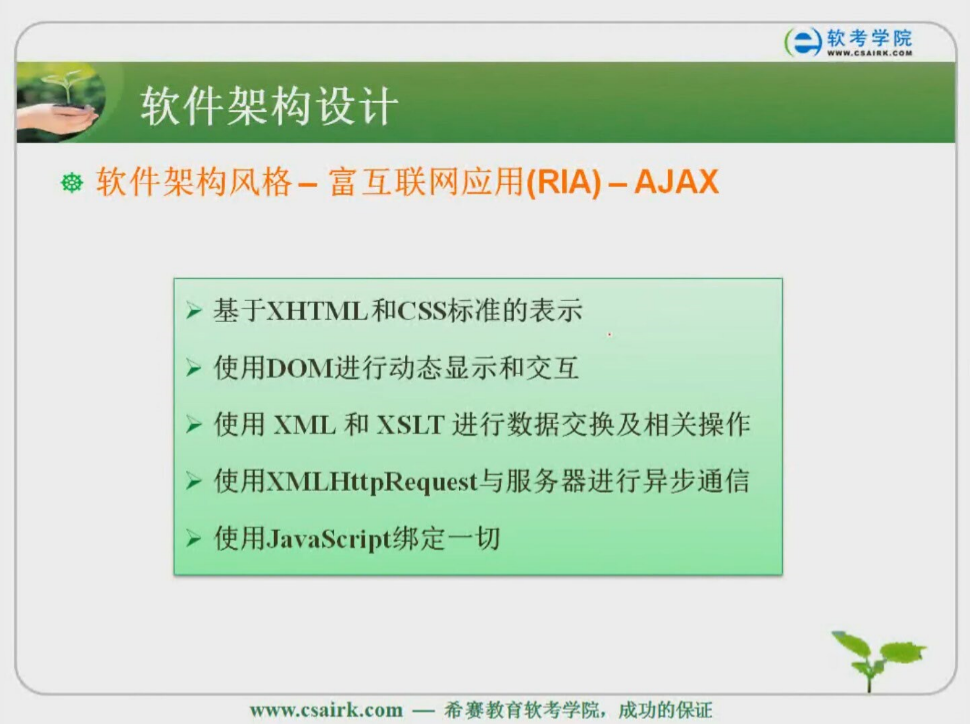 软考学院
WWW.CSAIRK.COM
软件架构设计
软件架构风格 – 富互联网应用(RIA) – AJAX
基于XHTML和CSS标准的表示
使用DOM进行动态显示和交互
使用 XML 和 XSLT 进行数据交换及相关操作
使用XMLHttpRequest与服务器进行异步通信
使用JavaScript绑定一切
www.csairk.com — 希赛教育软考学院，成功的保证